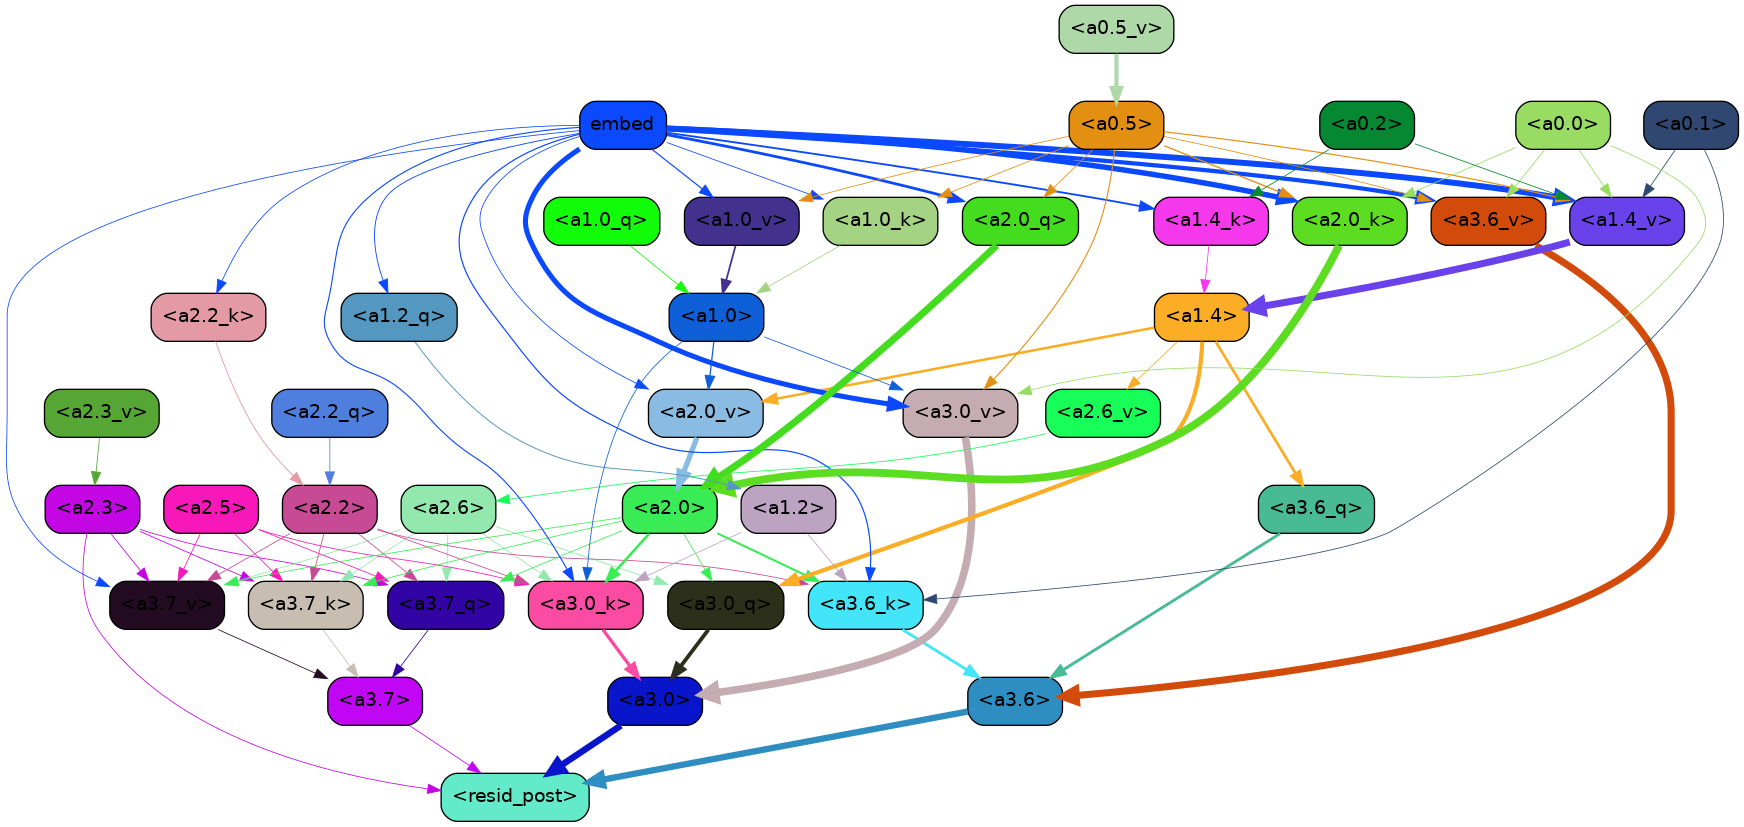 <a0.5_v>
embed
<a0.5>
<a0.2>
<a0.0>
<a0.1>
<a1.0_q>
<a1.0_v>
<a1.0_k>
<a2.0_q>
<a1.4_k>
<a2.0_k>
<a3.6_v>
<a1.4_v>
<a2.2_k>
<a1.2_q>
<a1.0>
<a1.4>
<a2.3_v>
<a2.2_q>
<a2.0_v>
<a3.0_v>
<a2.6_v>
<a2.3>
<a2.5>
<a2.2>
<a2.6>
<a2.0>
<a1.2>
<a3.6_q>
<a3.7_v>
<a3.7_k>
<a3.7_q>
<a3.0_k>
<a3.0_q>
<a3.6_k>
<a3.7>
<a3.0>
<a3.6>
<resid_post>